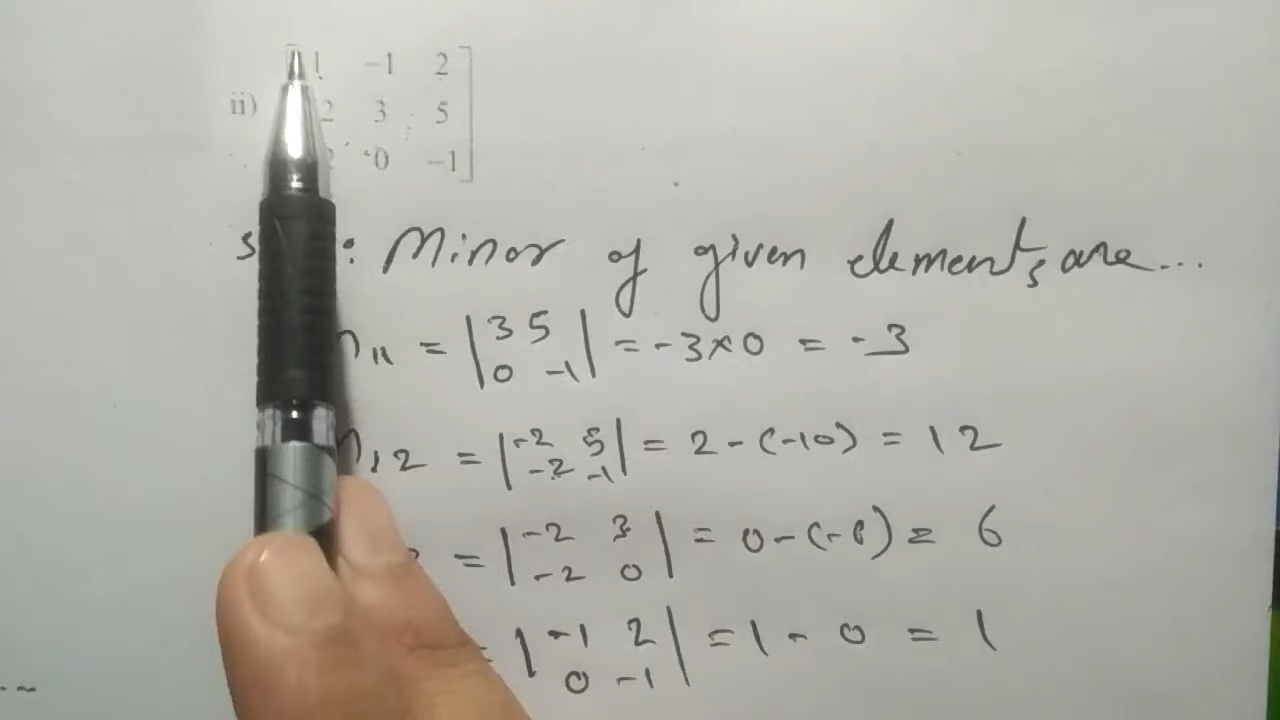 1 -1 2
ii) 2 3 5
0 -1
: Minor of given elements are...
11 = |3 5| = -3×0 = -3
|0 -1|
12 = |-2 5| = 2-(-10) = 12
|-2 -1|
= |-2 3| = 0-(-6) = 6
|-2 0|
= |-1 2| = 1 - 0 = 1
|0 -1|